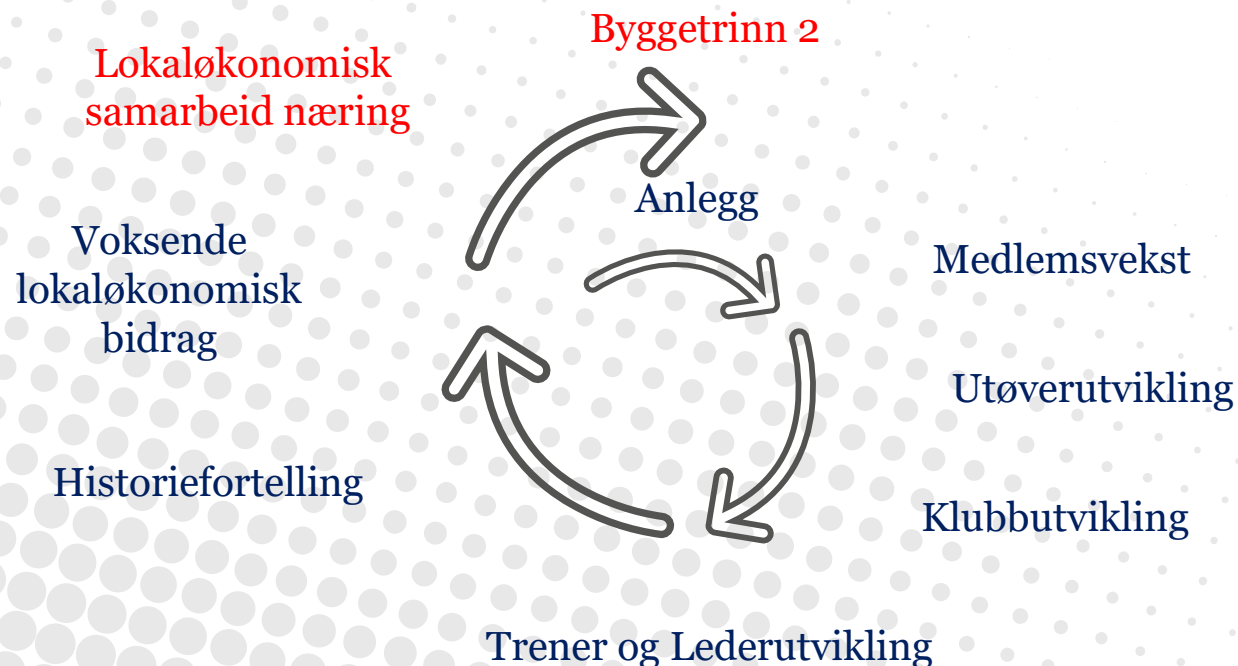 Byggetrinn 2
Lokaløkonomisk
samarbeid næring
Anlegg
Voksende
lokaløkonomisk
bidrag
Medlemsvekst
Utøverutvikling
Historiefortelling
Klubbutvikling
Trener og Lederutvikling